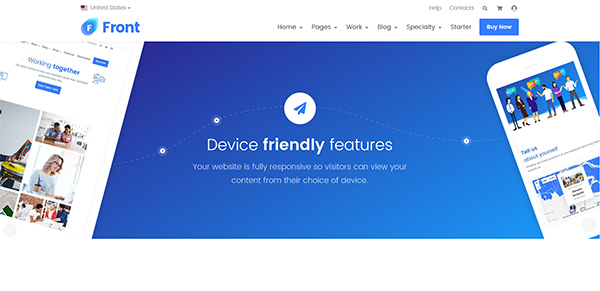 United States
Help
Contacts
F Front
Home
Pages
Work
Blog
Specialty
Starter
Buy Now
Working together
Device friendly features
Your website is fully responsive so visitors can view your
content from their choice of device.
Tell us
about yourself